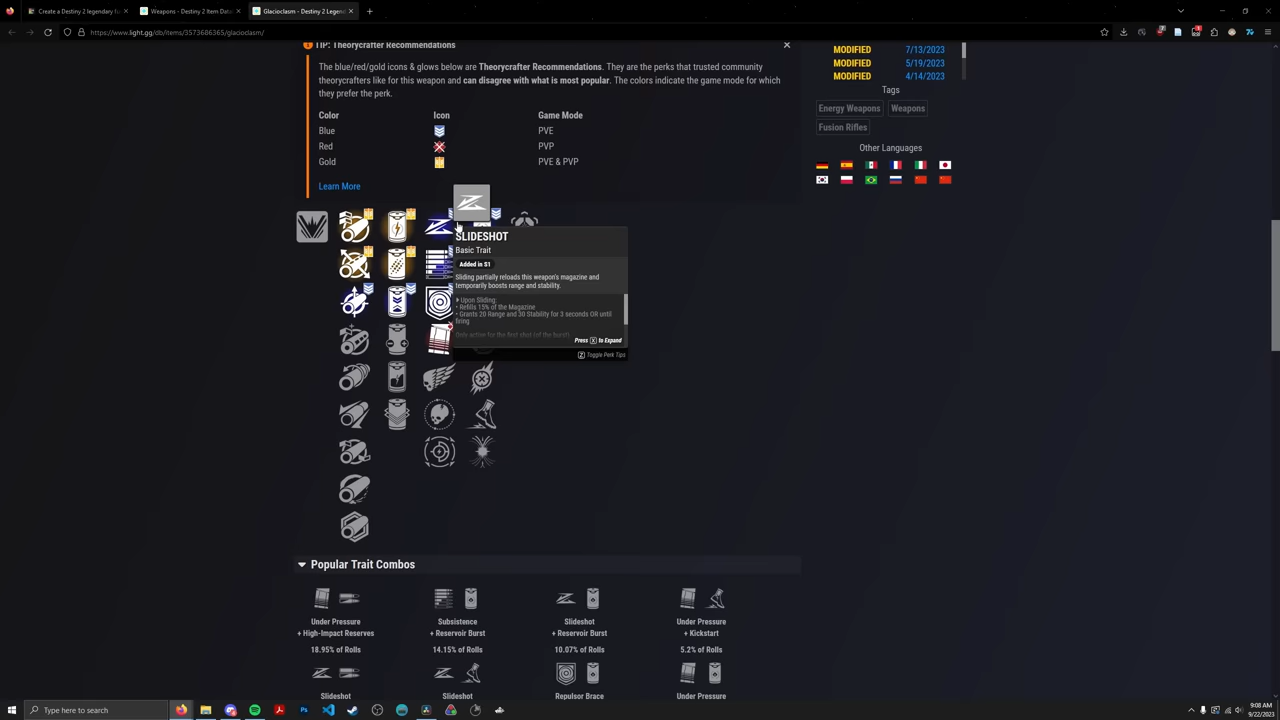 Create a Destiny 2 legendary fu
Weapons - Destiny 2 Item Data
Glacioclasm - Destiny 2 Legend
https://www.light.gg/db/items/3573686365/glacioclasm/
TIP: Theorycrafter Recommendations
The blue/red/gold icons & glows below are Theorycrafter Recommendations. They are the perks that trusted community
theorycrafters like for this weapon and can disagree with what is most popular. The colors indicate the game mode for which
they prefer the perk.
Color Icon Game Mode
Blue PVE
Red PVP
Gold PVE & PVP
Learn More
MODIFIED 7/13/2023
MODIFIED 5/19/2023
MODIFIED 4/14/2023
Tags
Energy Weapons Weapons
Fusion Rifles
Other Languages
SLIDESHOT
Basic Trait
Added in S1
Sliding partially reloads this weapon's magazine and
temporarily boosts range and stability.
Upon Sliding:
• Refills 15% of the Magazine
• Grants 20 Range and 30 Stability for 3 seconds OR until
firing
Only active for the first shot (of the burst)
Press X to Expand
Z Toggle Perk Tips
Popular Trait Combos
Under Pressure
+ High-Impact Reserves
18.95% of Rolls
Subsistence
+ Reservoir Burst
14.15% of Rolls
Slideshot
+ Reservoir Burst
10.07% of Rolls
Under Pressure
+ Kickstart
5.2% of Rolls
Slideshot
Slideshot
Repulsor Brace
Under Pressure
Type here to search
9:08 AM
9/22/2023